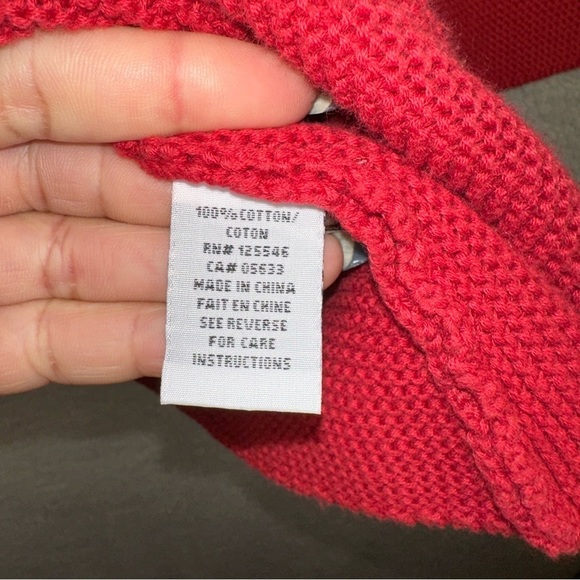 100% COTTON/
COTON
RN# 125546
CA# 05633
MADE IN CHINA
FAIT EN CHINE
SEE REVERSE
FOR CARE
INSTRUCTIONS